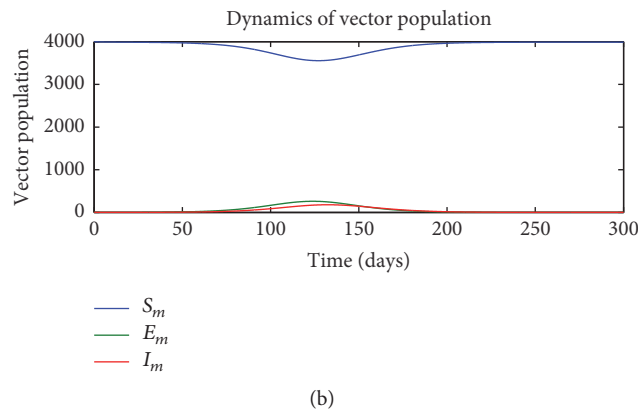 Dynamics of vector population
Vector population
4000
3000
2000
1000
0
0 50 100 150 200 250 300
Time (days)
S_m
E_m
I_m
(b)